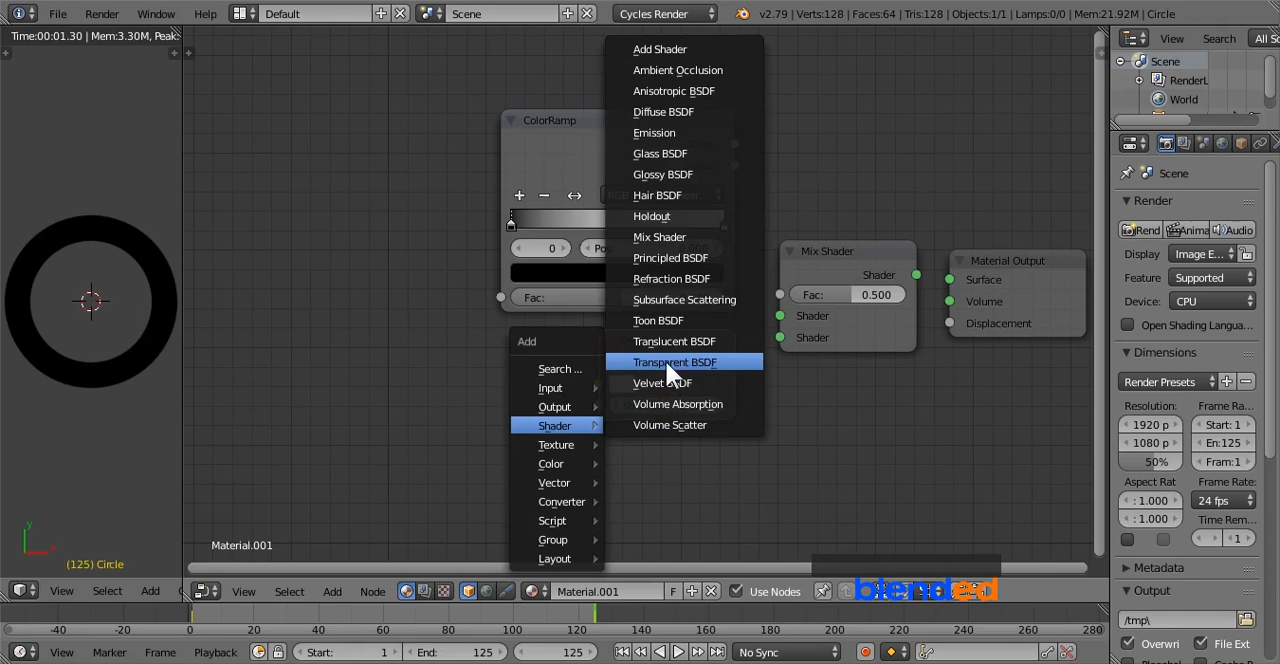 File Render Window Help Default Scene Cycles Render v2.79 | Verts:128 | Faces:64 | Tris:128 | Objects:1/1 | Lamps:0/0 | Mem:21.92M | Circle
Time:00:01.30 | Mem:3.30M, Peak:
View Search All Sc
Scene
RenderL
World
Add Shader
Ambient Occlusion
Anisotropic BSDF
Diffuse BSDF
Emission
Glass BSDF
Glossy BSDF
Hair BSDF
Holdout
Mix Shader
Principled BSDF
Refraction BSDF
Subsurface Scattering
Toon BSDF
Translucent BSDF
Transparent BSDF
Velvet BSDF
Volume Absorption
Volume Scatter
ColorRamp
0
Fac:
Add
Search ...
Input
Output
Shader
Texture
Color
Vector
Converter
Script
Group
Layout
Mix Shader
Shader
Fac: 0.500
Shader
Shader
Material Output
Surface
Volume
Displacement
Scene
Render
Rend Anima Audio
Display Image E...
Feature Supported
Device: CPU
Open Shading Langua...
Dimensions
Render Presets
Resolution: Frame Ra...
1920 p Start: 1
1080 p En:125
50% Fram:1
Aspect Rat Frame Rate:
: 1.000 24 fps
: 1.000 Time Rem...
1
Metadata
Output
/tmp\
Overwri File Ext
y
x
(125) Circle
Material.001
View Select Add
View Select Add Node Material.001 F Use Nodes
blended
-40 -20 0 20 40 60 80 100 120 140 160 180 200 220 240 260 280
View Marker Frame Playback Start: 1 End: 125 125 No Sync